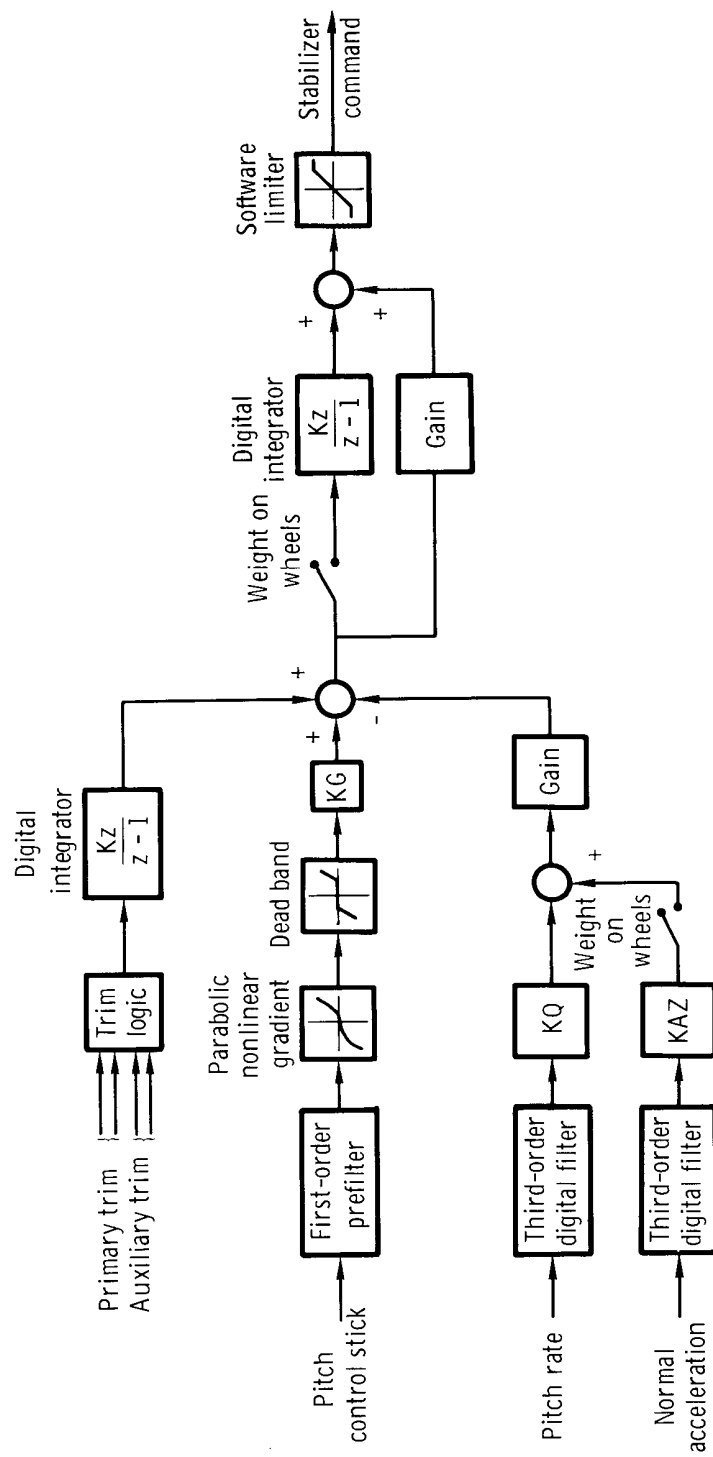 Primary trim
Auxiliary trim
Trim
logic
Digital
integrator
Kz
z - 1
Pitch
control stick
First-order
prefilter
Parabolic
nonlinear
gradient
Dead band
KG
+
+
-
Weight on
wheels
Digital
integrator
Kz
z - 1
Gain
+
+
Software
limiter
Stabilizer
command
Pitch rate
Third-order
digital filter
KQ
Gain
+
Weight
on
wheels
Normal
acceleration
Third-order
digital filter
KAZ